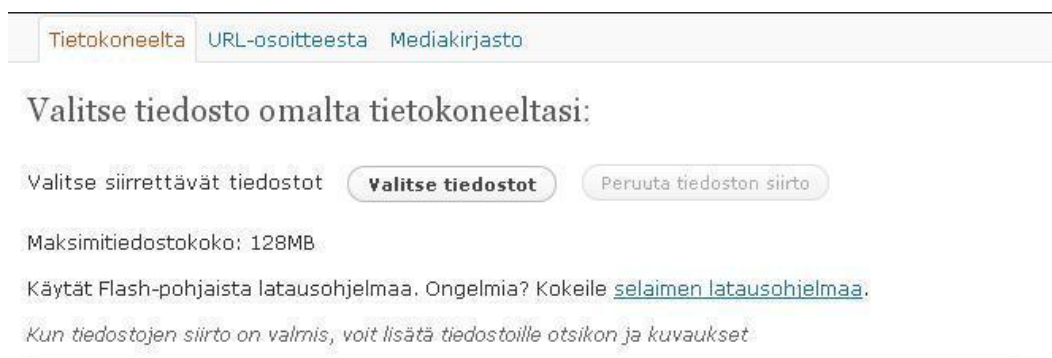 Tietokoneelta URL-osoitteesta Mediakirjasto
Valitse tiedosto omalta tietokoneeltasi:
Valitse siirrettävät tiedostot Valitse tiedostot Peruuta tiedoston siirto
Maksimitiedostokoko: 128MB
Käytät Flash-pohjaista latausohjelmaa. Ongelmia? Kokeile selaimen latausohjelmaa.
Kun tiedostojen siirto on valmis, voit lisätä tiedostoille otsikon ja kuvaukset